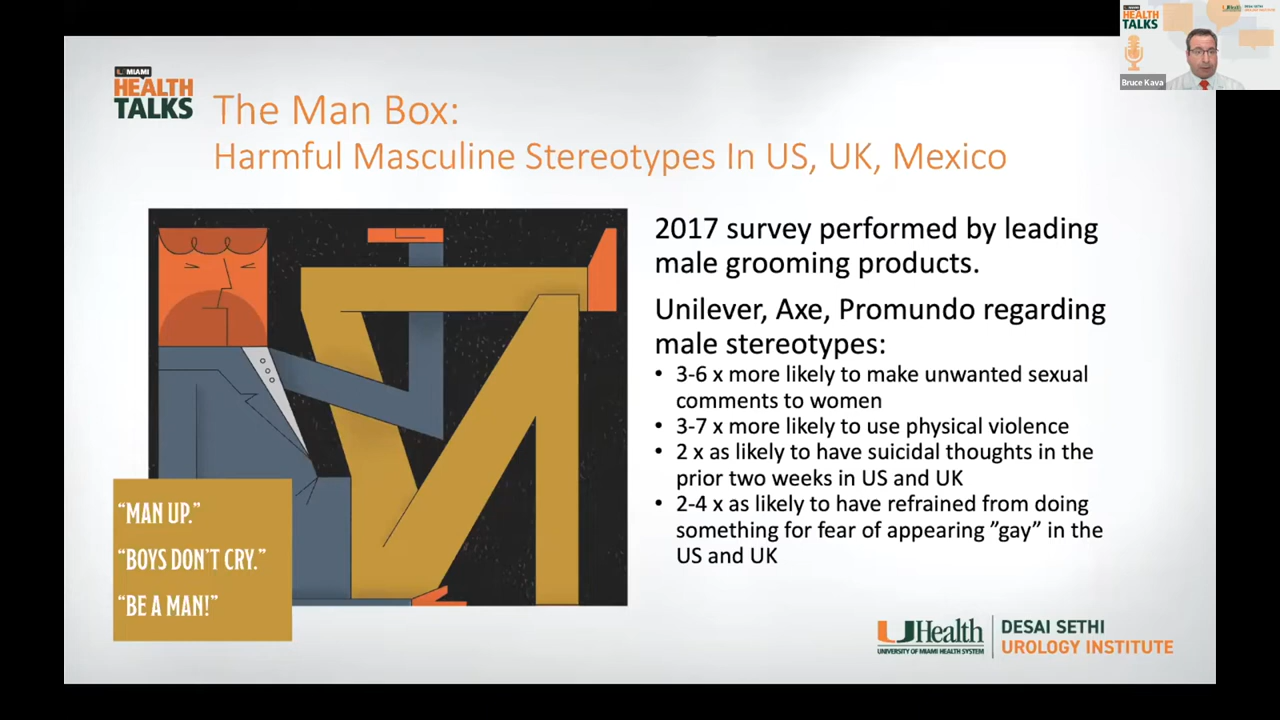 U MIAMI
HEALTH
TALKS
The Man Box:
Harmful Masculine Stereotypes In US, UK, Mexico
2017 survey performed by leading
male grooming products.
Unilever, Axe, Promundo regarding
male stereotypes:
• 3-6 x more likely to make unwanted sexual
comments to women
• 3-7 x more likely to use physical violence
• 2 x as likely to have suicidal thoughts in the
prior two weeks in US and UK
• 2-4 x as likely to have refrained from doing
something for fear of appearing ”gay” in the
US and UK
“MAN UP.”
“BOYS DON’T CRY.”
“BE A MAN!”
UHealth
UNIVERSITY OF MIAMI HEALTH SYSTEM
DESAI SETHI
UROLOGY INSTITUTE
HEALTH
TALKS
Bruce Kava